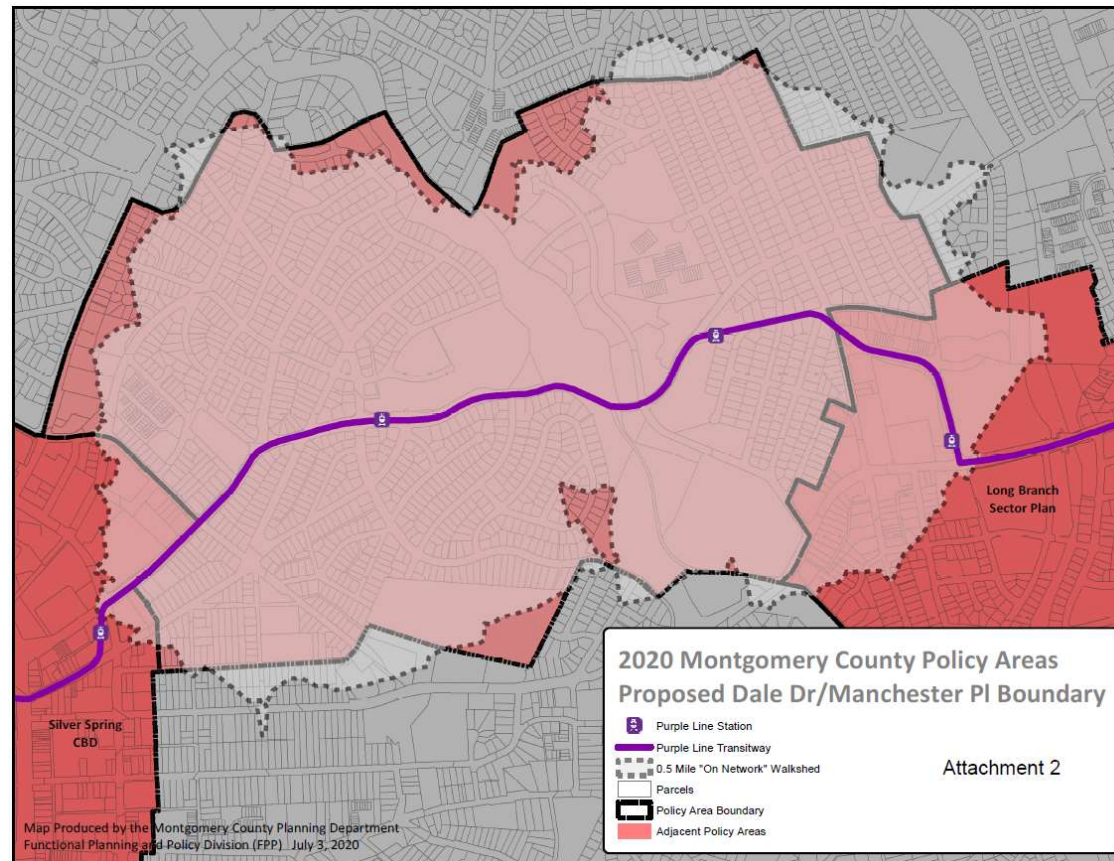 Long Branch
Sector Plan
Silver Spring
CBD
2020 Montgomery County Policy Areas
Proposed Dale Dr/Manchester Pl Boundary
Purple Line Station
Purple Line Transitway
0.5 Mile "On Network" Walkshed
Parcels
Policy Area Boundary
Adjacent Policy Areas
Attachment 2
Map Produced by the Montgomery County Planning Department
Functional Planning and Policy Division (FPP) July 3, 2020